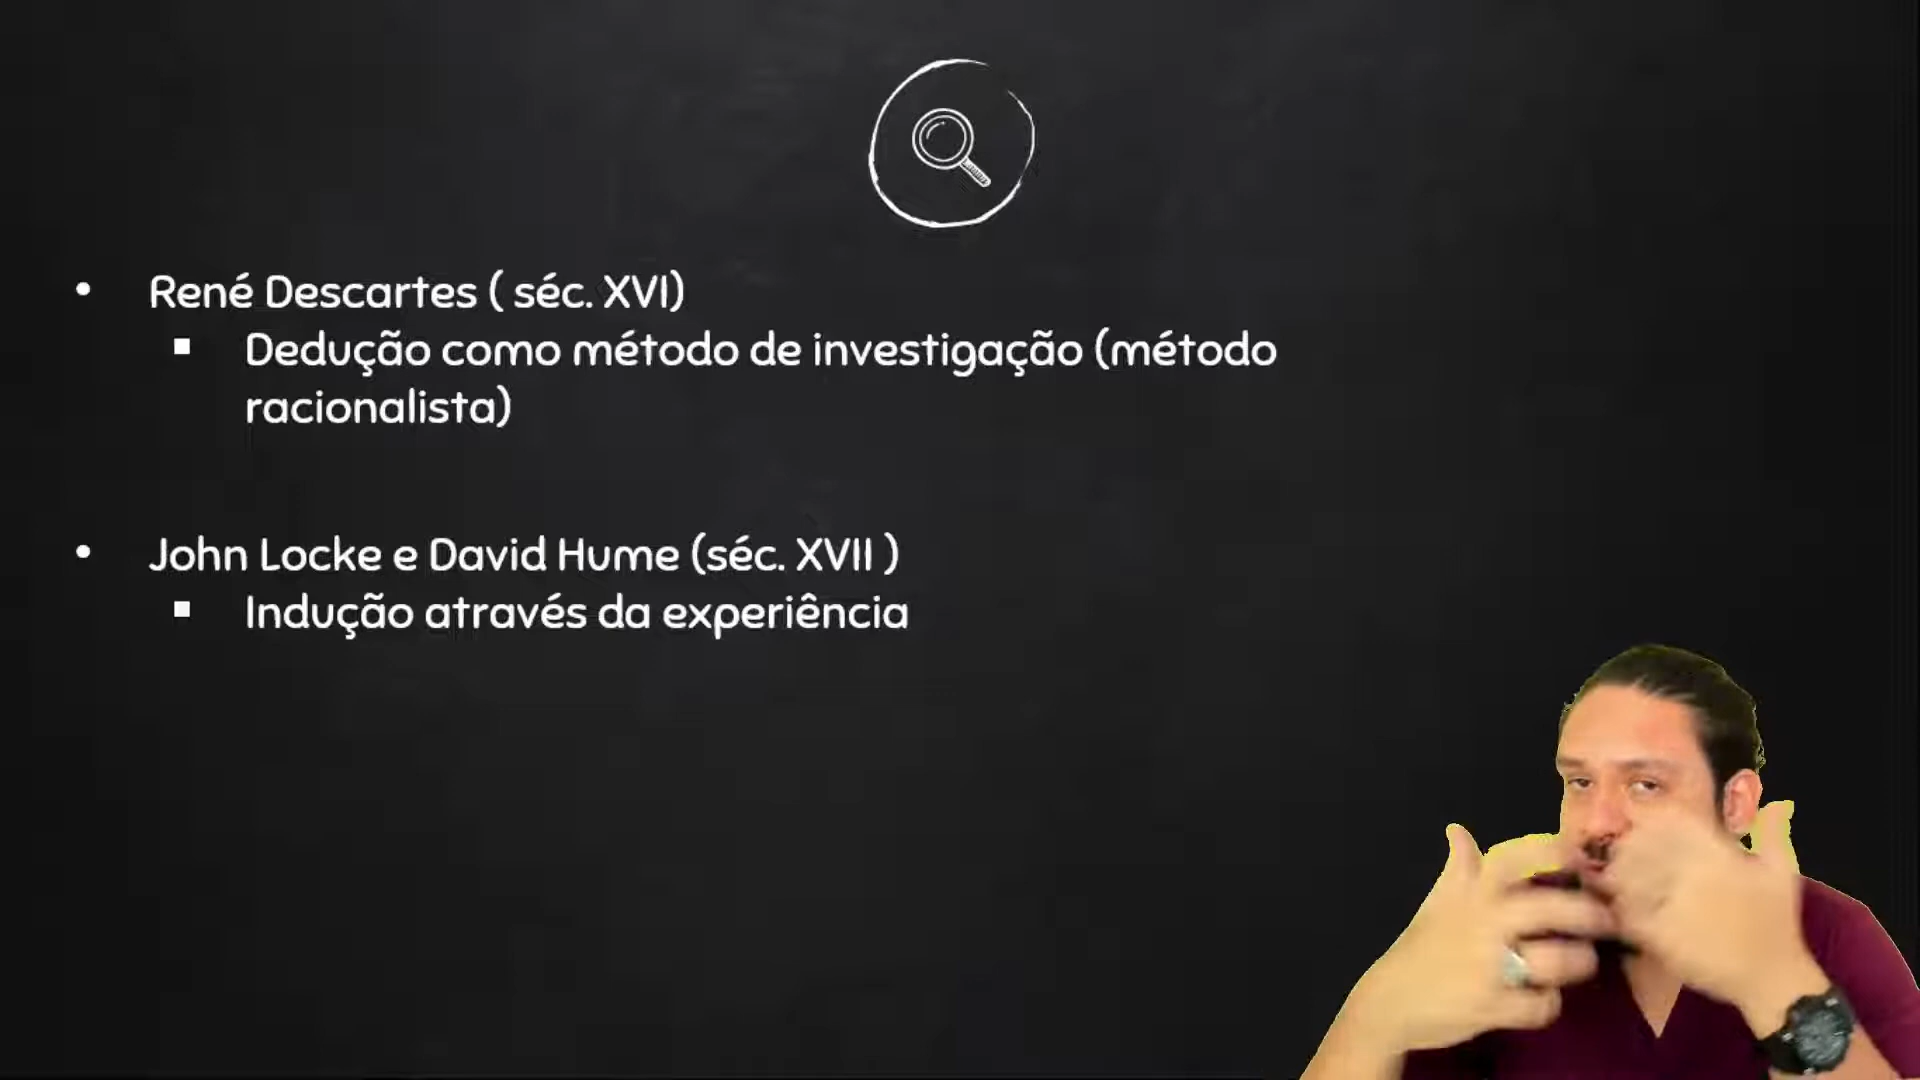 • René Descartes ( séc. XVI)
▪ Dedução como método de investigação (método
racionalista)
• John Locke e David Hume (séc. XVII )
▪ Indução através da experiência